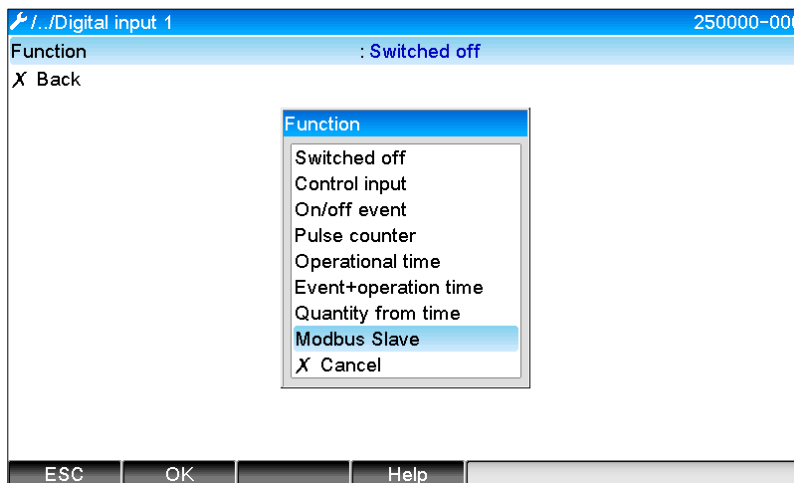 /../Digital input 1 250000-000
Function : Switched off
X Back
Function
Switched off
Control input
On/off event
Pulse counter
Operational time
Event+operation time
Quantity from time
Modbus Slave
X Cancel
ESC OK Help